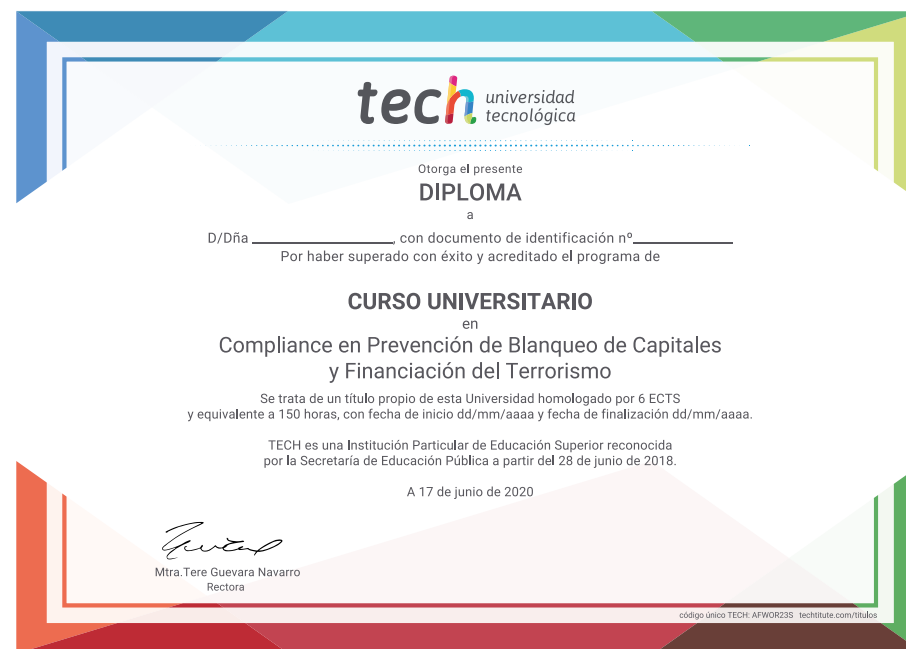 tech universidad
tecnológica
Otorga el presente
DIPLOMA
a
D/Dña ____________________, con documento de identificación nº______________
Por haber superado con éxito y acreditado el programa de
CURSO UNIVERSITARIO
en
Compliance en Prevención de Blanqueo de Capitales
y Financiación del Terrorismo
Se trata de un título propio de esta Universidad homologado por 6 ECTS
y equivalente a 150 horas, con fecha de inicio dd/mm/aaaa y fecha de finalización dd/mm/aaaa.
TECH es una Institución Particular de Educación Superior reconocida
por la Secretaría de Educación Pública a partir del 28 de junio de 2018.
A 17 de junio de 2020
Mtra.Tere Guevara Navarro
Rectora
código único TECH: AFWOR23S techtitute.com/titulos